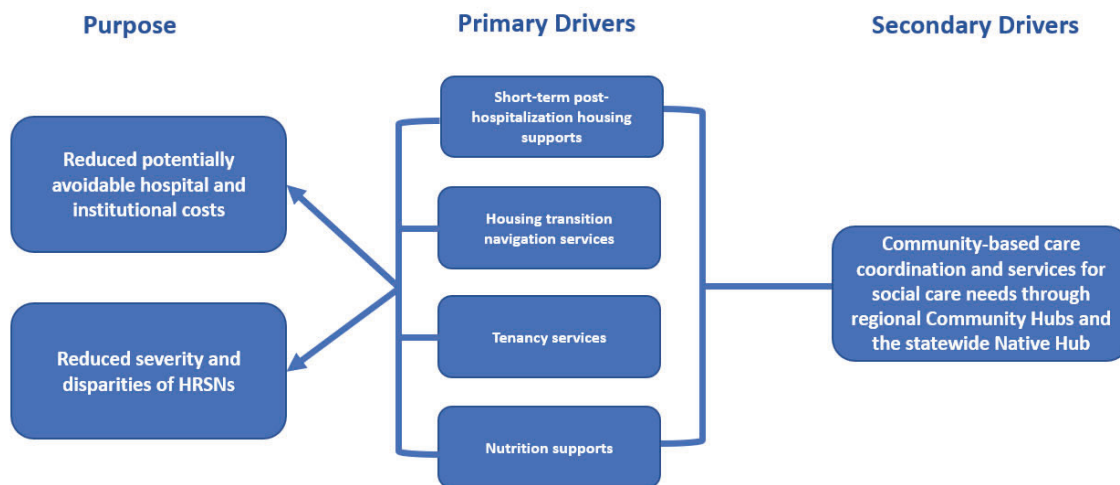 Purpose
Primary Drivers
Secondary Drivers
Reduced potentially
avoidable hospital and
institutional costs
Reduced severity and
disparities of HRSNs
Short-term post-
hospitalization housing
supports
Housing transition
navigation services
Tenancy services
Nutrition supports
Community-based care
coordination and services for
social care needs through
regional Community Hubs and
the statewide Native Hub